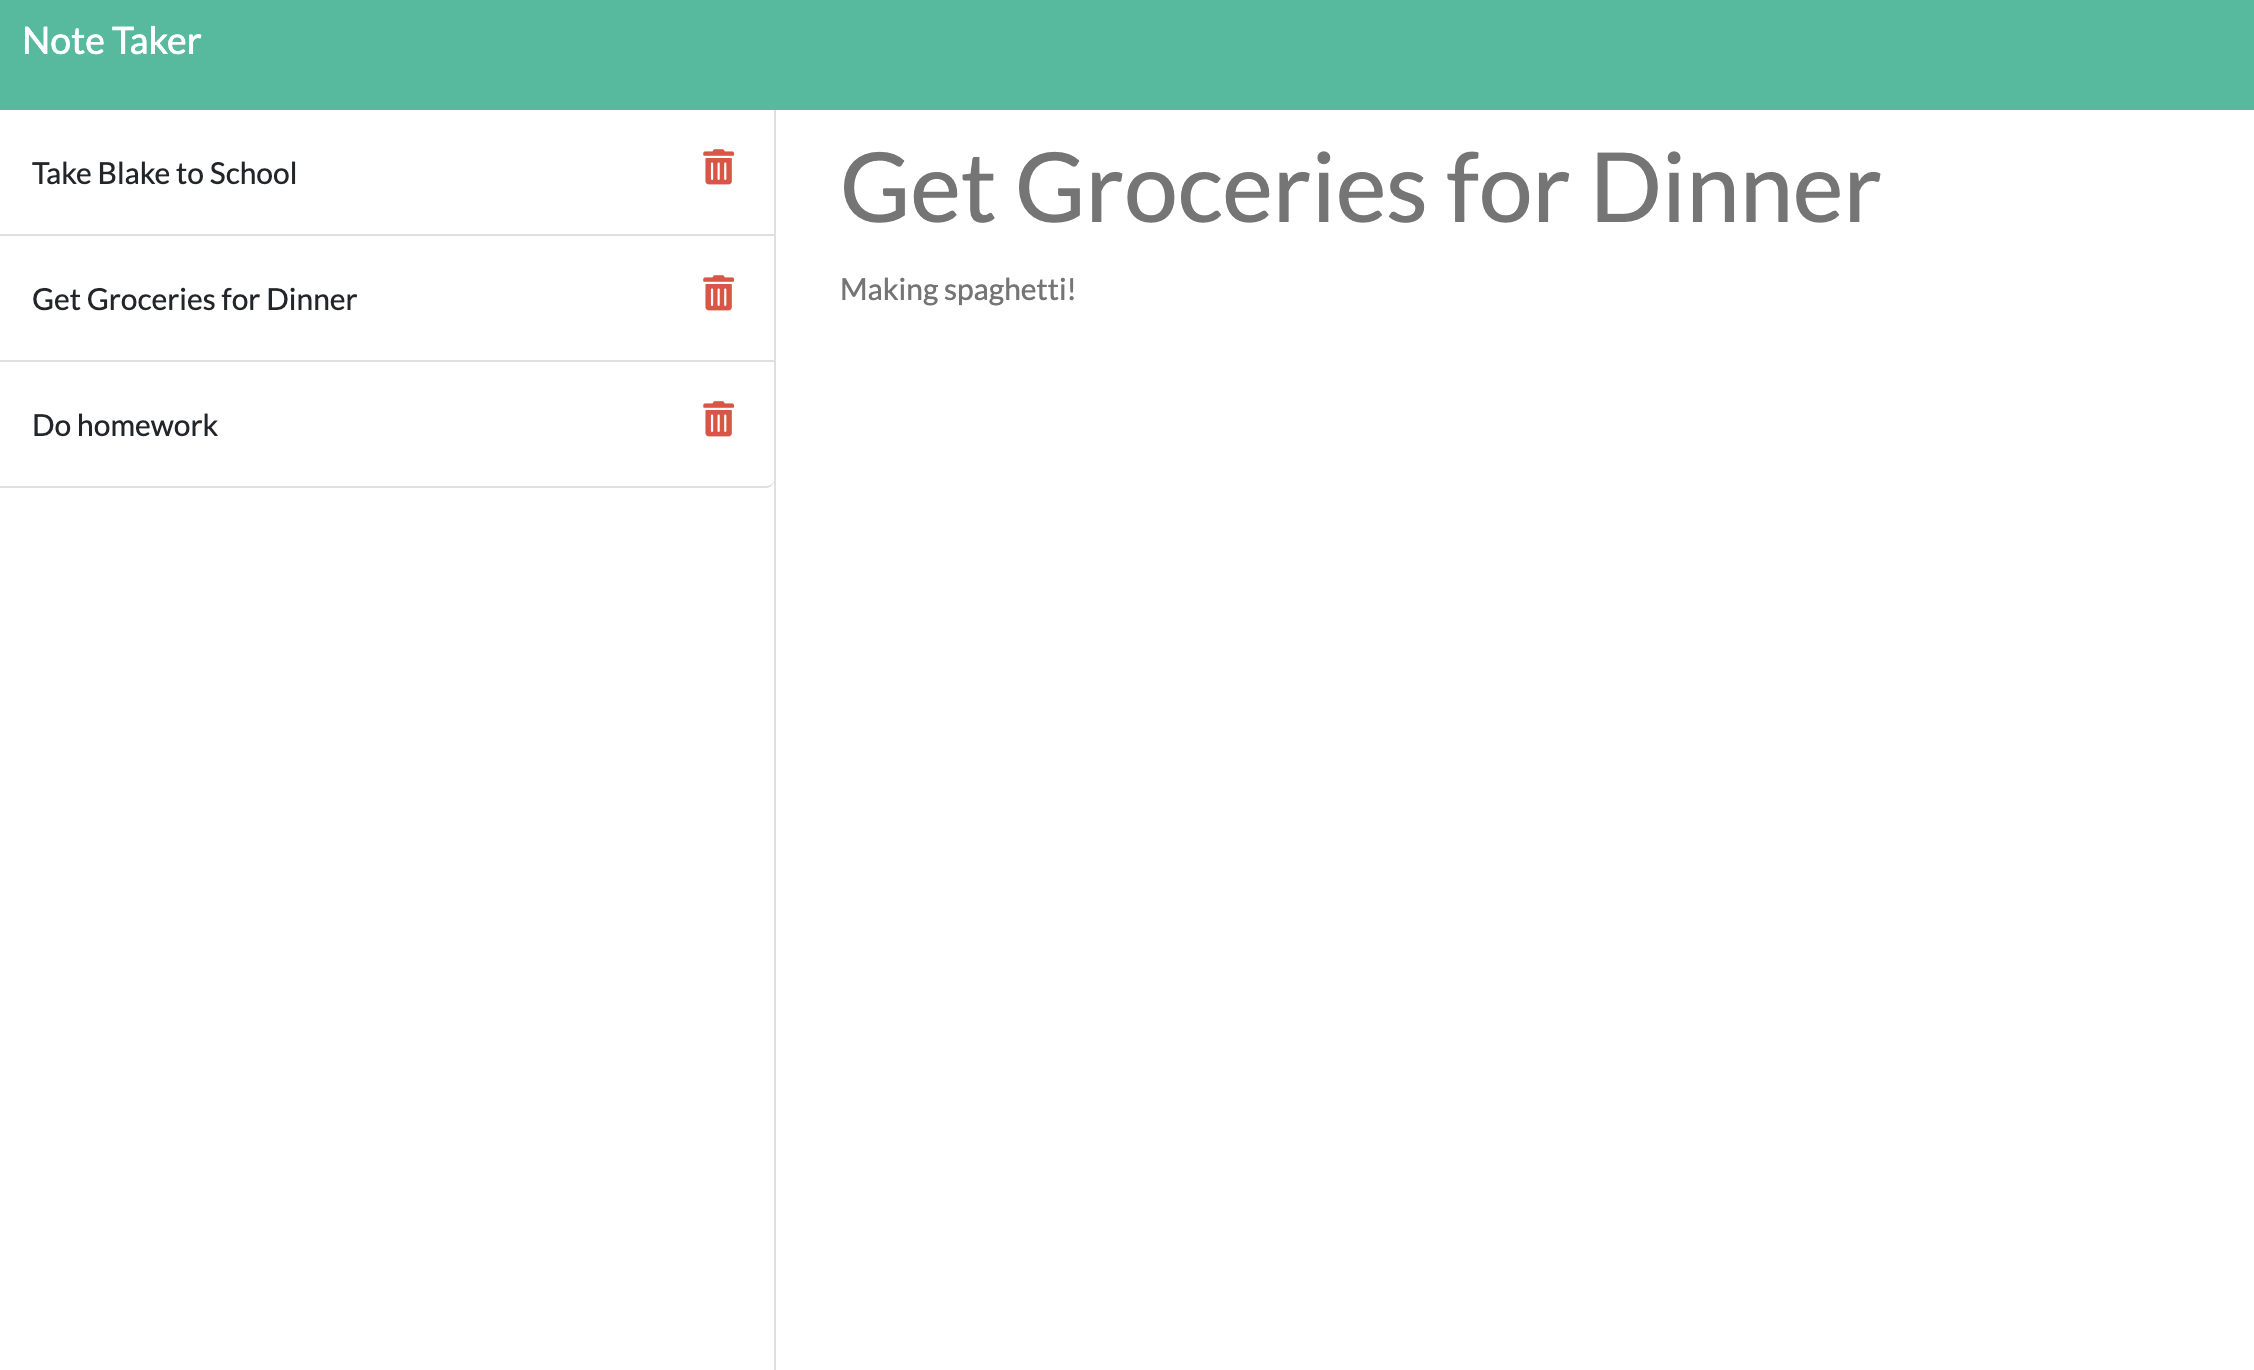 Note Taker
Take Blake to School
Get Groceries for Dinner
Do homework
Get Groceries for Dinner
Making spaghetti!